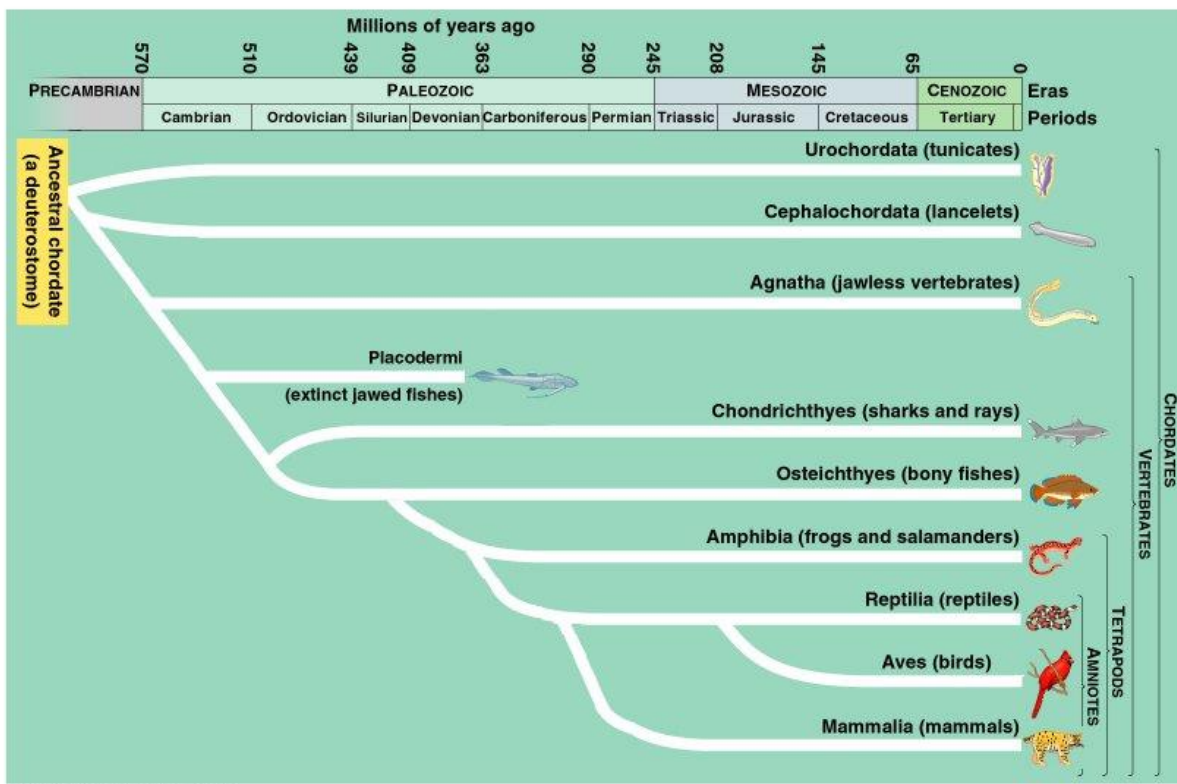 Millions of years ago
570 510 439 409 363 290 245 208 145 65 0
PRECAMBRIAN PALEOZOIC MESOZOIC CENOZOIC Eras
Cambrian Ordovician Silurian Devonian Carboniferous Permian Triassic Jurassic Cretaceous Tertiary Periods
Ancestral chordate
(a deuterostome)
Urochordata (tunicates)
Cephalochordata (lancelets)
Agnatha (jawless vertebrates)
Placodermi
(extinct jawed fishes)
Chondrichthyes (sharks and rays)
Osteichthyes (bony fishes)
Amphibia (frogs and salamanders)
Reptilia (reptiles)
Aves (birds)
Mammalia (mammals)
AMNIOTES
TETRAPODS
VERTEBRATES
CHORDATES